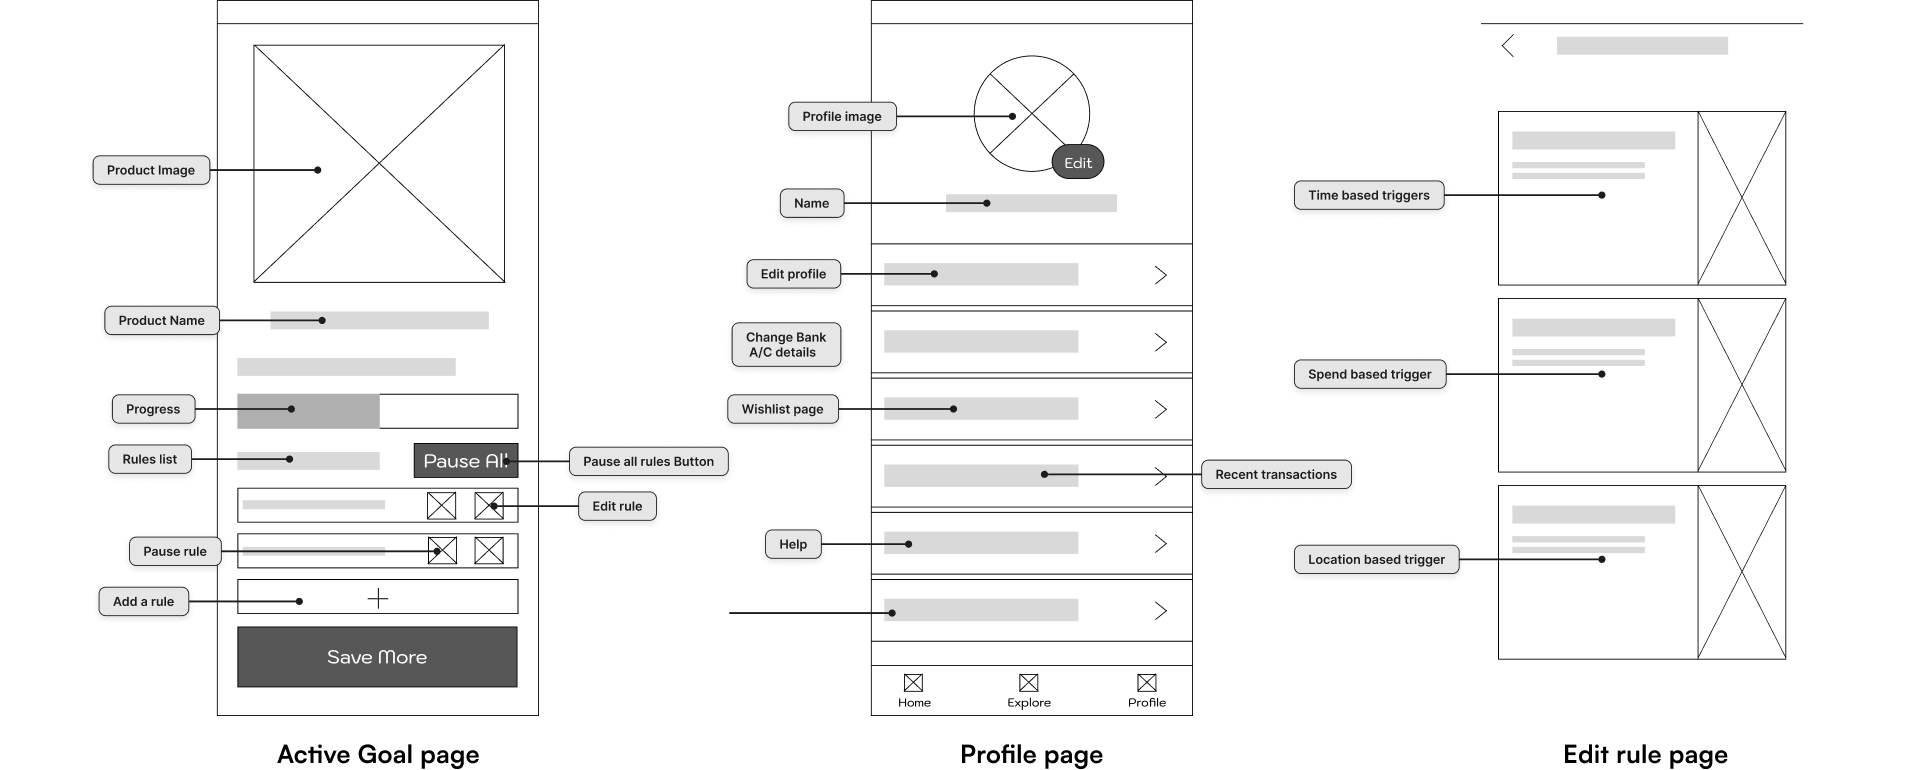 Product Image
Product Name
Progress
Rules list
Pause All
Pause all rules Button
Edit rule
Pause rule
Add a rule
Save More
Active Goal page
Profile image
Edit
Name
Edit profile
Change Bank
A/C details
Wishlist page
Recent transactions
Help
Home
Explore
Profile
Profile page
Time based triggers
Spend based trigger
Location based trigger
Edit rule page